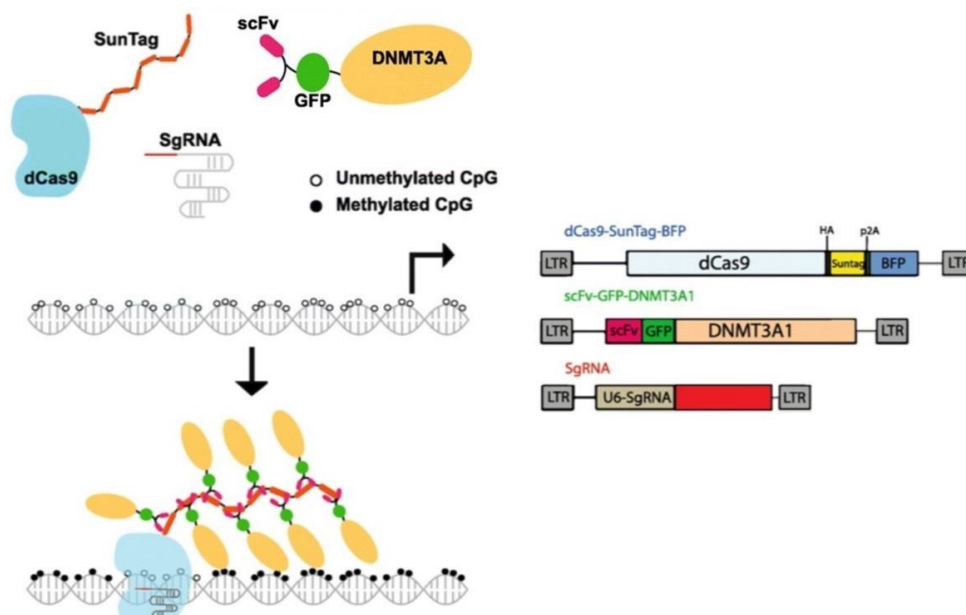 SunTag
scFv
DNMT3A
GFP
SgRNA
dCas9
Unmethylated CpG
Methylated CpG
dCas9-SunTag-BFP
HA p2A
LTR dCas9 Suntag BFP LTR
scFv-GFP-DNMT3A1
LTR scFv GFP DNMT3A1 LTR
SgRNA
LTR U6-SgRNA LTR